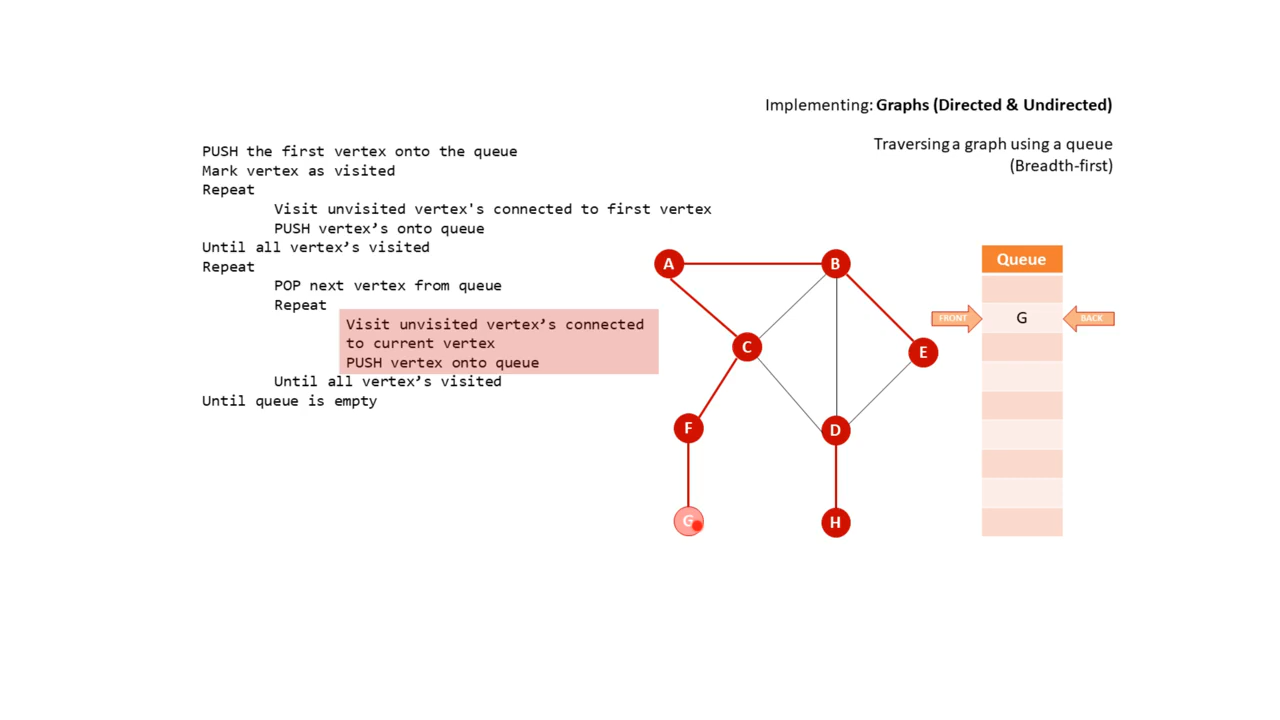 Implementing: Graphs (Directed & Undirected)
Traversing a graph using a queue
(Breadth-first)
PUSH the first vertex onto the queue
Mark vertex as visited
Repeat
Visit unvisited vertex's connected to first vertex
PUSH vertex’s onto queue
Until all vertex’s visited
Repeat
POP next vertex from queue
Repeat
Visit unvisited vertex’s connected
to current vertex
PUSH vertex onto queue
Until all vertex’s visited
Until queue is empty
A
B
C
E
F
D
G
H
Queue
FRONT
G
BACK